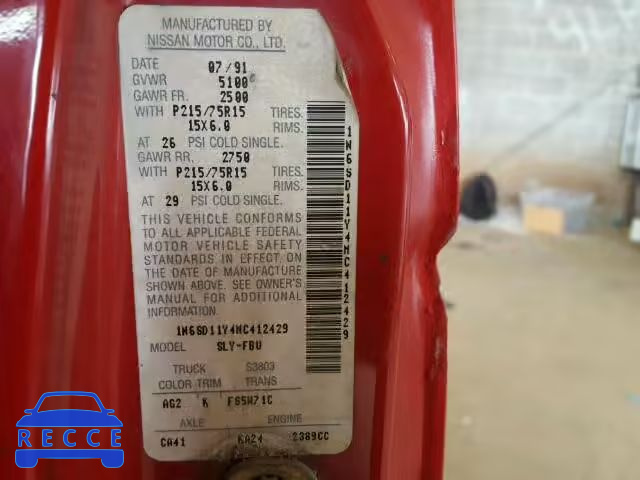 MANUFACTURED BY
NISSAN MOTOR CO., LTD.
DATE 07/91
GVWR 5100
GAWR FR. 2500
WITH P215/75R15 TIRES.
15X6.0 RIMS.
AT 26 PSI COLD SINGLE.
GAWR RR. 2750
WITH P215/75R15 TIRES.
15X6.0 RIMS.
AT 29 PSI COLD SINGLE.
THIS VEHICLE CONFORMS
TO ALL APPLICABLE FEDERAL
MOTOR VEHICLE SAFETY
STANDARDS IN EFFECT. ON
THE DATE OF MANUFACTURE
SHOWN ABOVE. SEE OWNER'S
MANUAL FOR ADDITIONAL
INFORMATION.
1N6SD11Y4MC412429
MODEL SLY-FBU
TRUCK S3803
COLOR TRIM TRANS
AG2 K FS5W71C
AXLE ENGINE
CA41 KA24 2389CC
1N6SD11Y4MC412429
RECCE